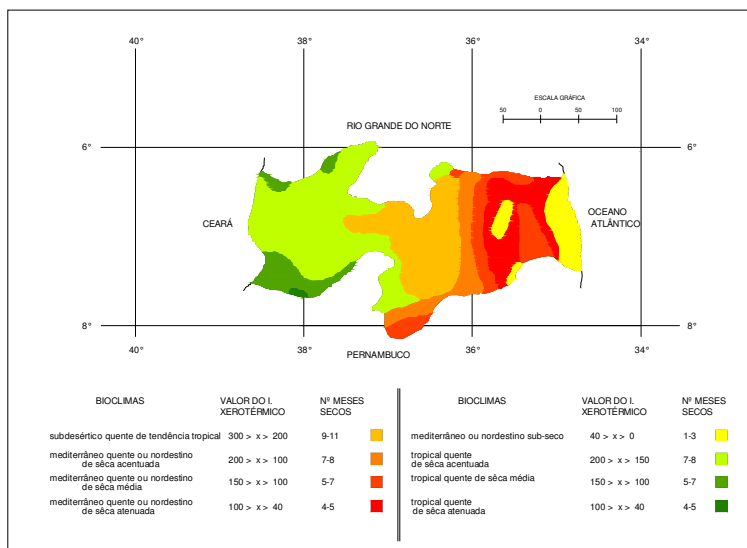 40°
38°
36°
34°
ESCALA GRÁFICA
50 0 50 100
RIO GRANDE DO NORTE
6°
6°
CEARÁ
OCEANO
ATLÂNTICO
8°
8°
40°
38°
36°
34°
PERNAMBUCO
BIOCLIMAS VALOR DO I. Nº MESES
XEROTÉRMICO SECOS
subdesértico quente de tendência tropical 300 > x > 200 9-11
mediterrâneo quente ou nordestino 200 > x > 100 7-8
de sêca acentuada
mediterrâneo quente ou nordestino 150 > x > 100 5-7
de sêca média
mediterrâneo quente ou nordestino 100 > x > 40 4-5
de sêca atenuada
BIOCLIMAS VALOR DO I. Nº MESES
XEROTÉRMICO SECOS
mediterrâneo ou nordestino sub-seco 40 > x > 0 1-3
tropical quente
de sêca acentuada 200 > x > 150 7-8
tropical quente de sêca média 150 > x > 100 5-7
tropical quente
de sêca atenuada 100 > x > 40 4-5